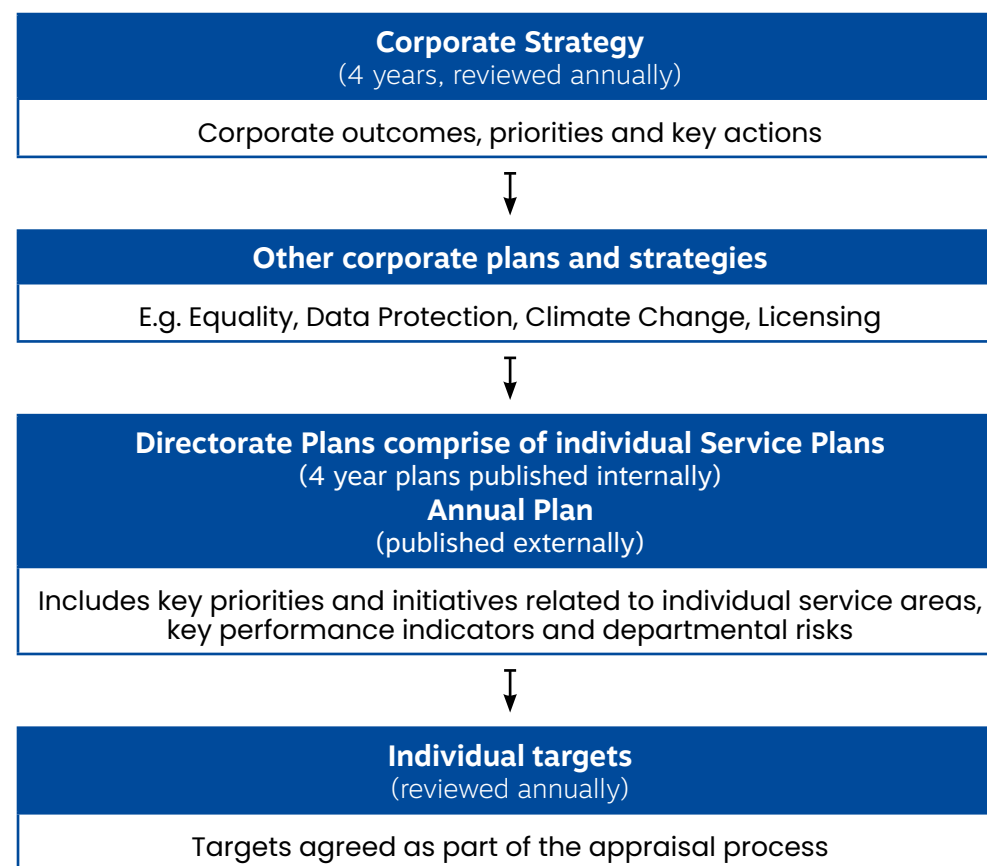 Corporate Strategy
(4 years, reviewed annually)
Corporate outcomes, priorities and key actions
Other corporate plans and strategies
E.g. Equality, Data Protection, Climate Change, Licensing
Directorate Plans comprise of individual Service Plans
(4 year plans published internally)
Annual Plan
(published externally)
Includes key priorities and initiatives related to individual service areas,
key performance indicators and departmental risks
Individual targets
(reviewed annually)
Targets agreed as part of the appraisal process